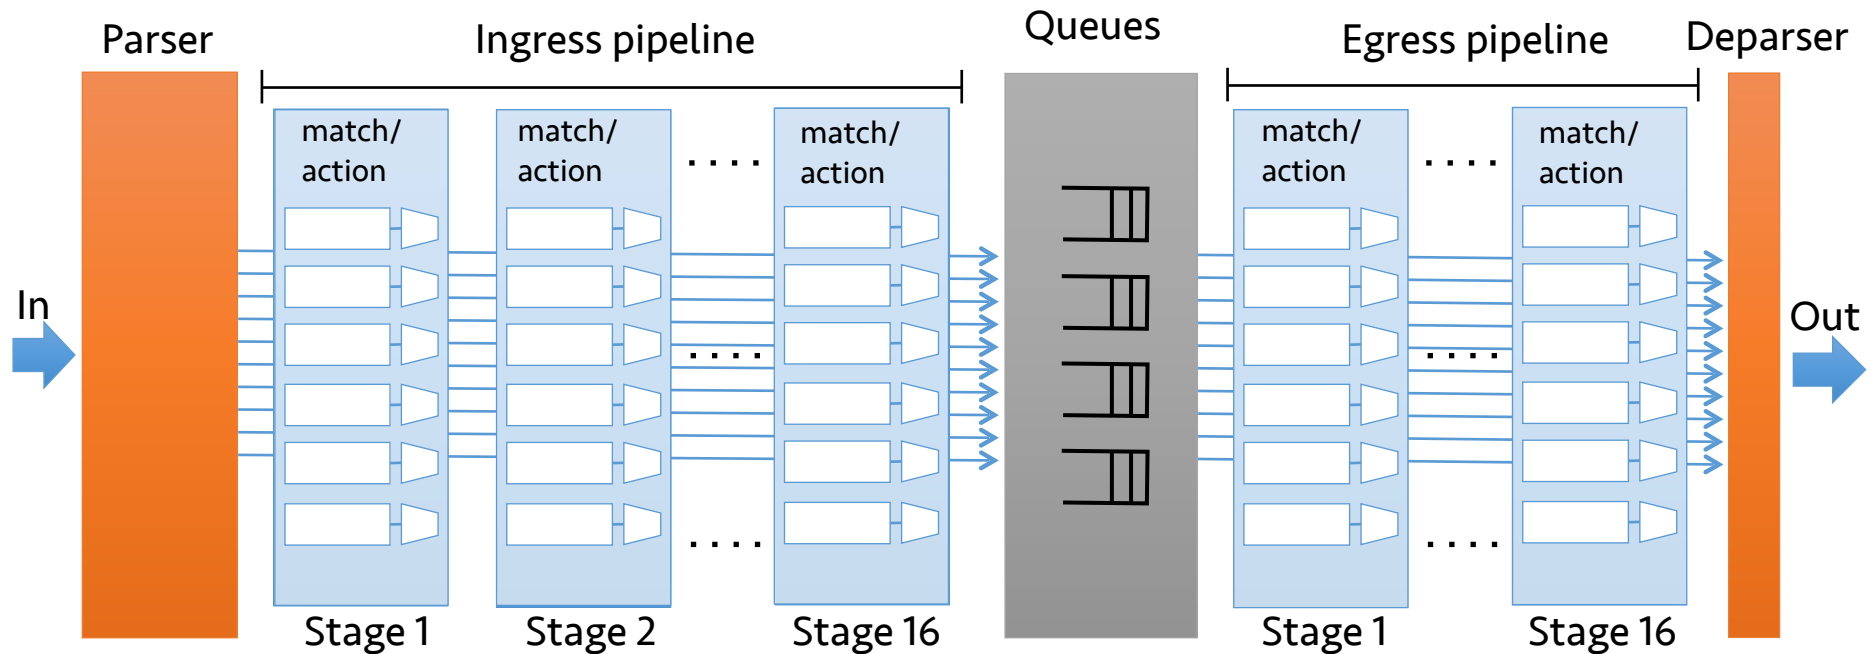 Parser
Ingress pipeline
Queues
Egress pipeline
Deparser
match/
action
match/
action
. . . .
match/
action
match/
action
. . . .
match/
action
In
. . . .
. . . .
Out
. . . .
. . . .
Stage 1
Stage 2
Stage 16
Stage 1
Stage 16